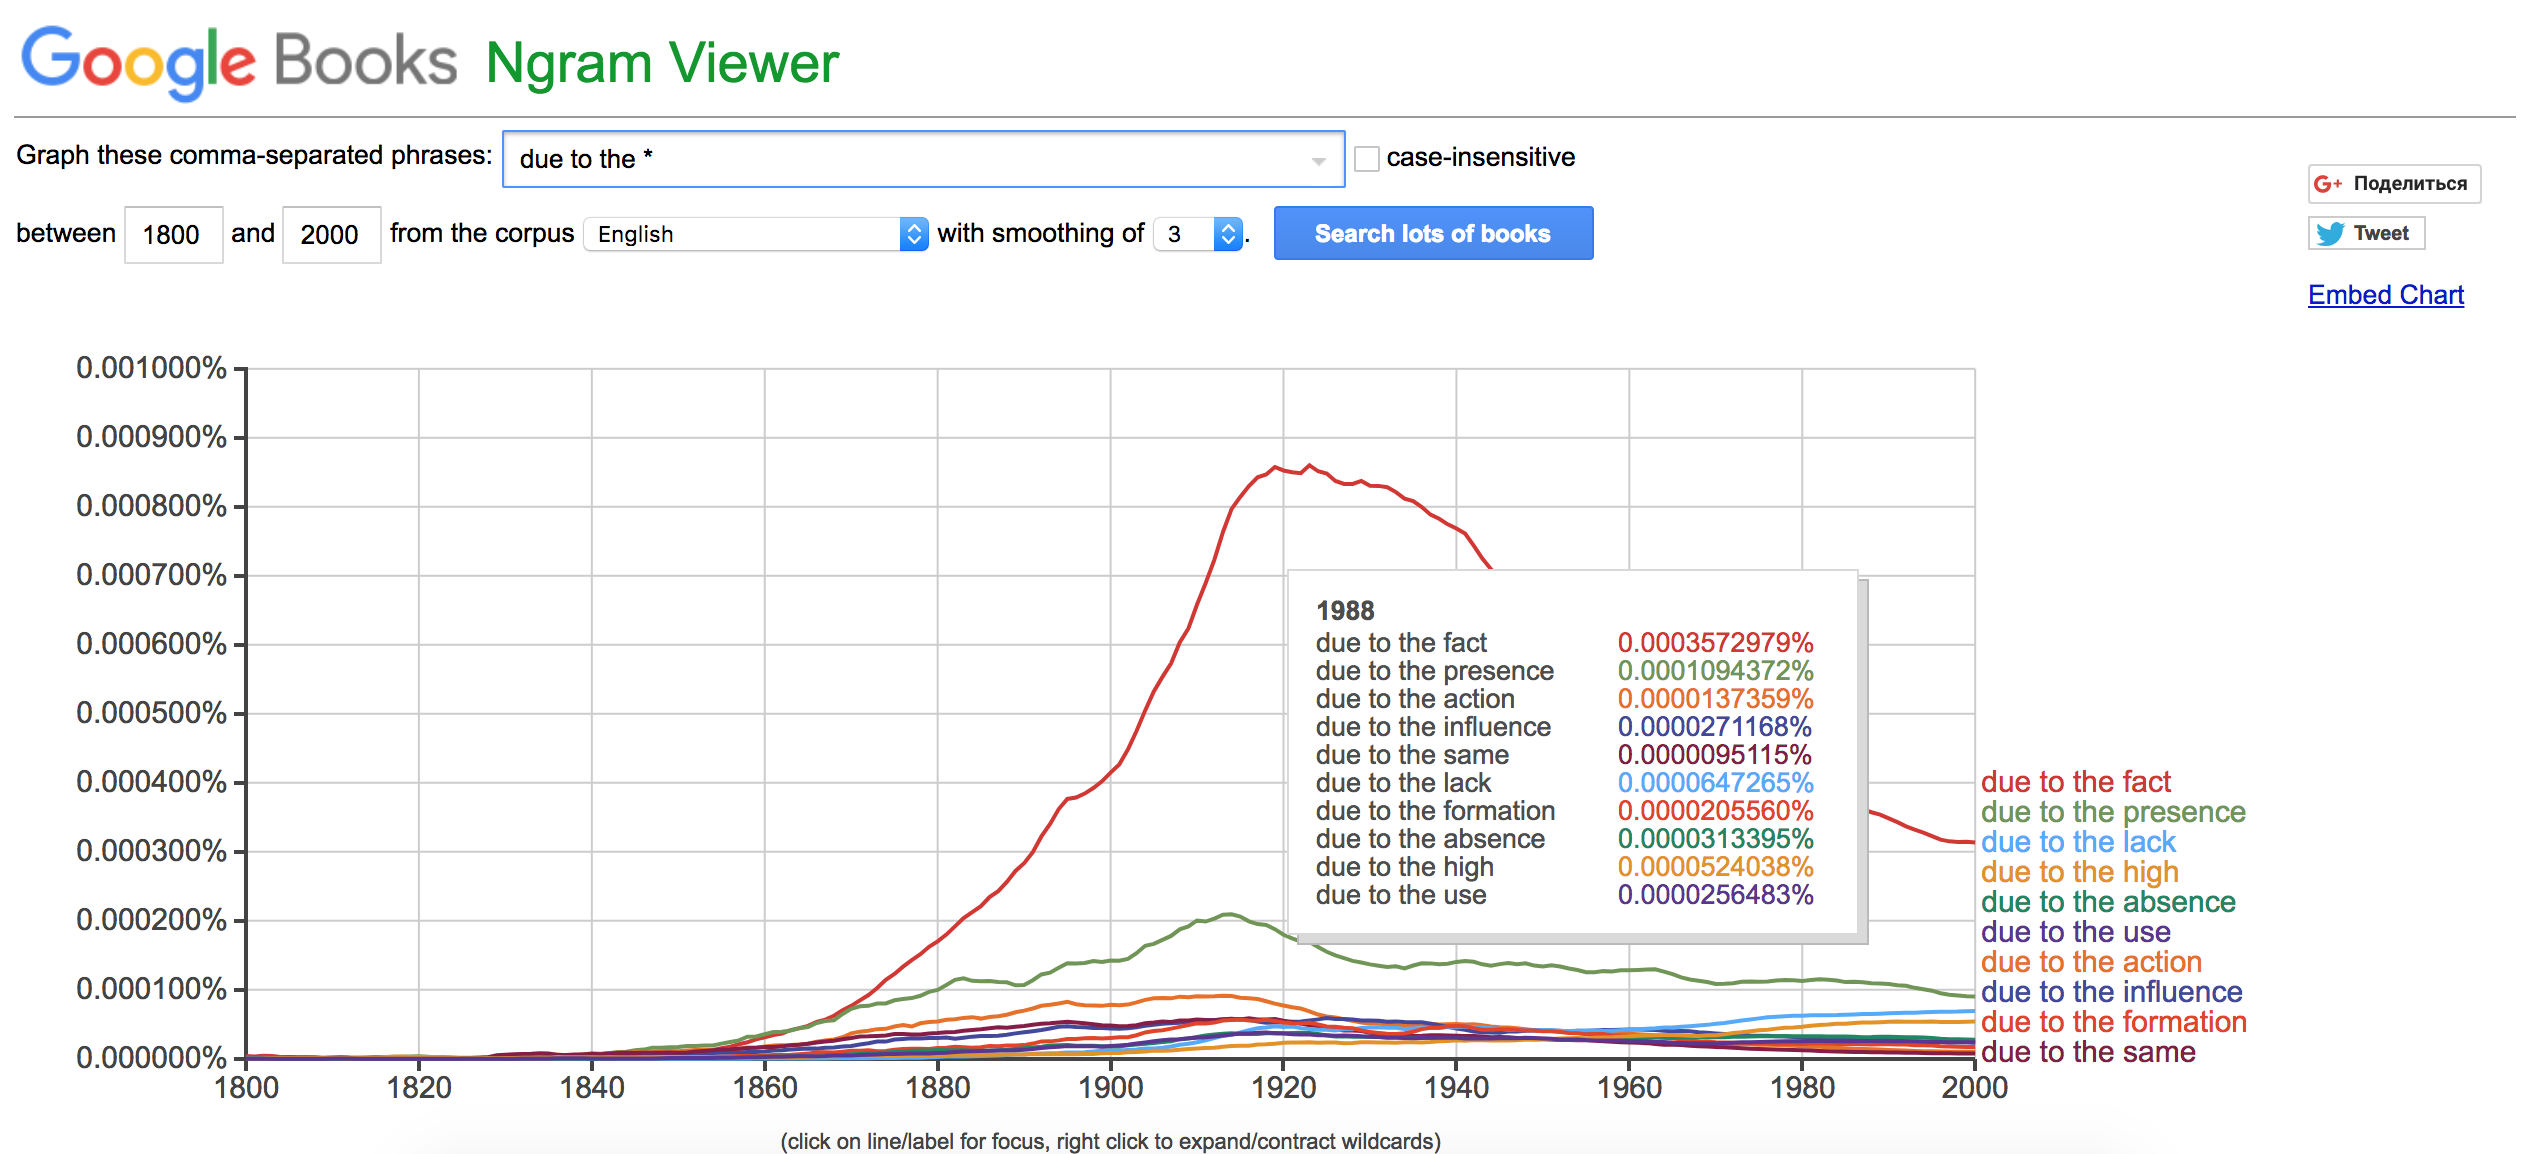 Google Books Ngram Viewer
Graph these comma-separated phrases: due to the * case-insensitive
between 1800 and 2000 from the corpus English with smoothing of 3 . Search lots of books
G+ Поделиться
Tweet
Embed Chart
0.001000%
0.000900%
0.000800%
0.000700%
0.000600%
0.000500%
0.000400%
0.000300%
0.000200%
0.000100%
0.000000%
1988
due to the fact 0.0003572979%
due to the presence 0.0001094372%
due to the action 0.0000137359%
due to the influence 0.0000271168%
due to the same 0.0000095115%
due to the lack 0.0000647265%
due to the formation 0.0000205560%
due to the absence 0.0000313395%
due to the high 0.0000524038%
due to the use 0.0000256483%
due to the fact
due to the presence
due to the lack
due to the high
due to the absence
due to the use
due to the action
due to the influence
due to the formation
due to the same
1800 1820 1840 1860 1880 1900 1920 1940 1960 1980 2000
(click on line/label for focus, right click to expand/contract wildcards)